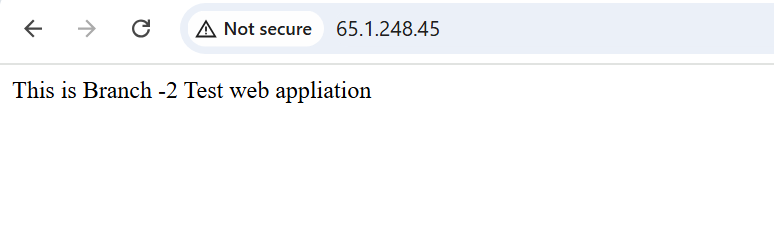 Not secure 65.1.248.45
This is Branch -2 Test web appliation